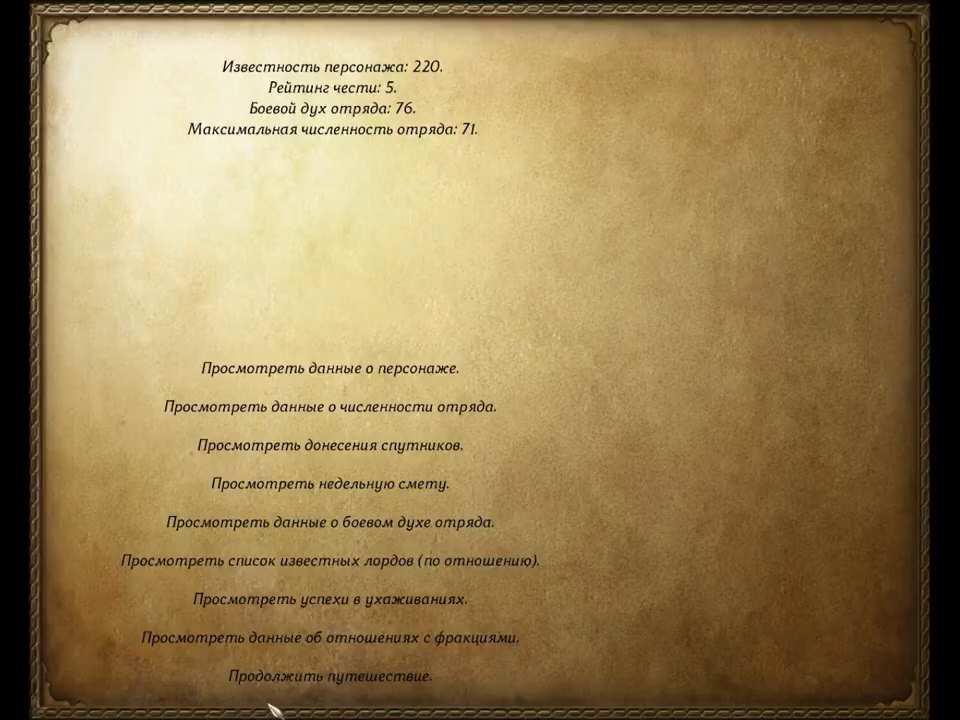 Известность персонажа: 220.
Рейтинг чести: 5.
Боевой дух отряда: 76.
Максимальная численность отряда: 71.
Просмотреть данные о персонаже.
Просмотреть данные о численности отряда.
Просмотреть донесения спутников.
Просмотреть недельную смету.
Просмотреть данные о боевом духе отряда.
Просмотреть список известных лордов (по отношению).
Просмотреть успехи в ухаживаниях.
Просмотреть данные об отношениях с фракциями.
Продолжить путешествие.